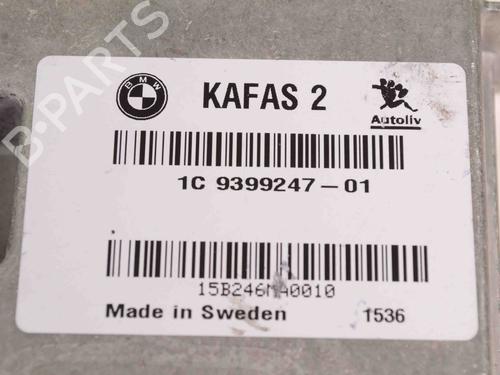 B-PARTS
BMW
KAFAS 2
Autoliv
1C 9399247-01
15B246M40010
Made in Sweden 1536